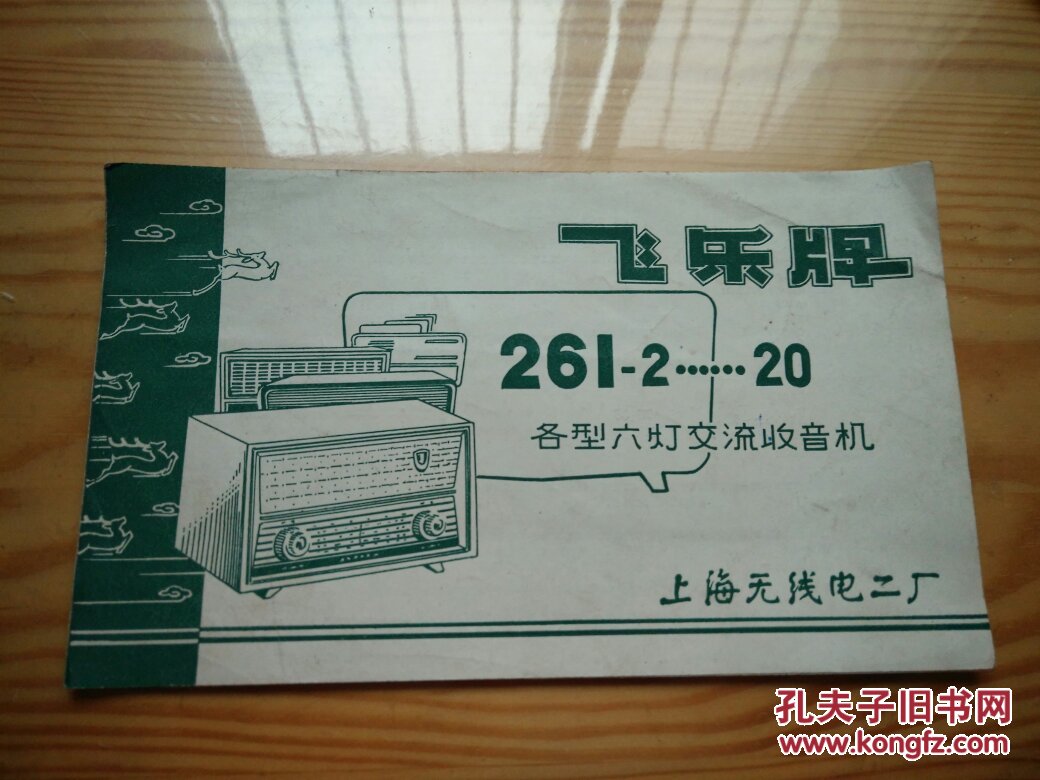 飞乐牌
261-2……20
各型六灯交流收音机
上海无线电二厂
孔夫子旧书网
www.kongfz.com